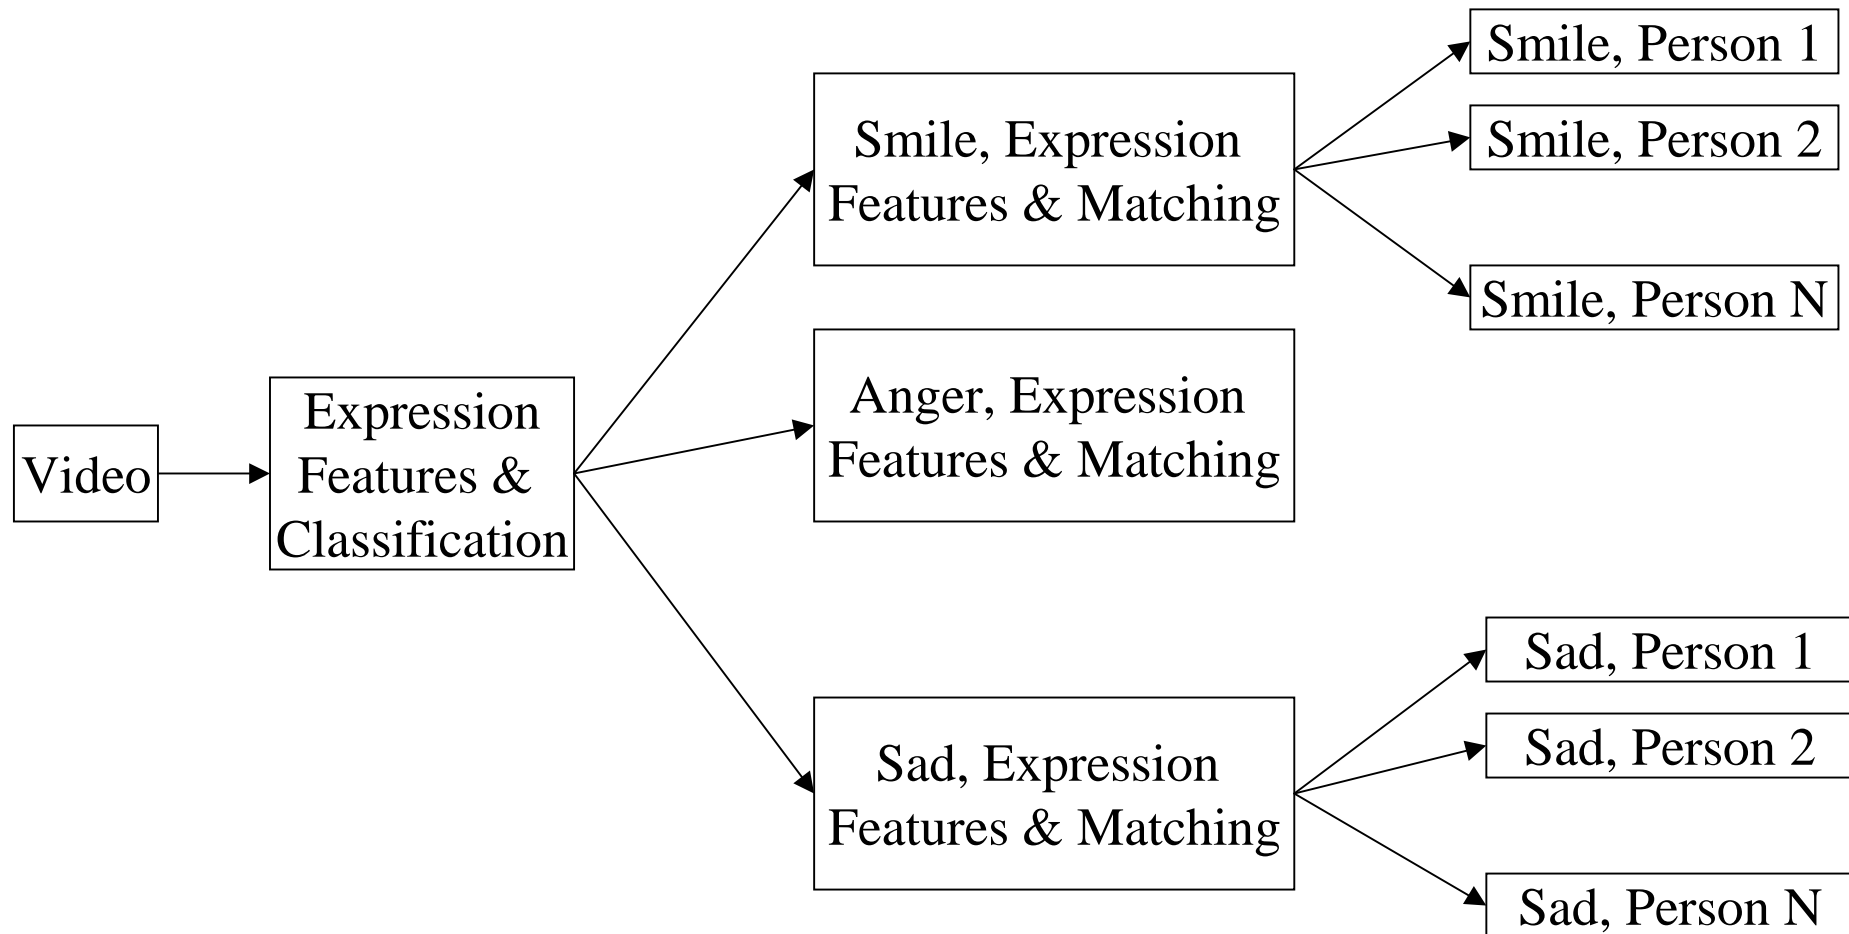 Video
Expression
Features &
Classification
Smile, Expression
Features & Matching
Anger, Expression
Features & Matching
Sad, Expression
Features & Matching
Smile, Person 1
Smile, Person 2
Smile, Person N
Sad, Person 1
Sad, Person 2
Sad, Person N